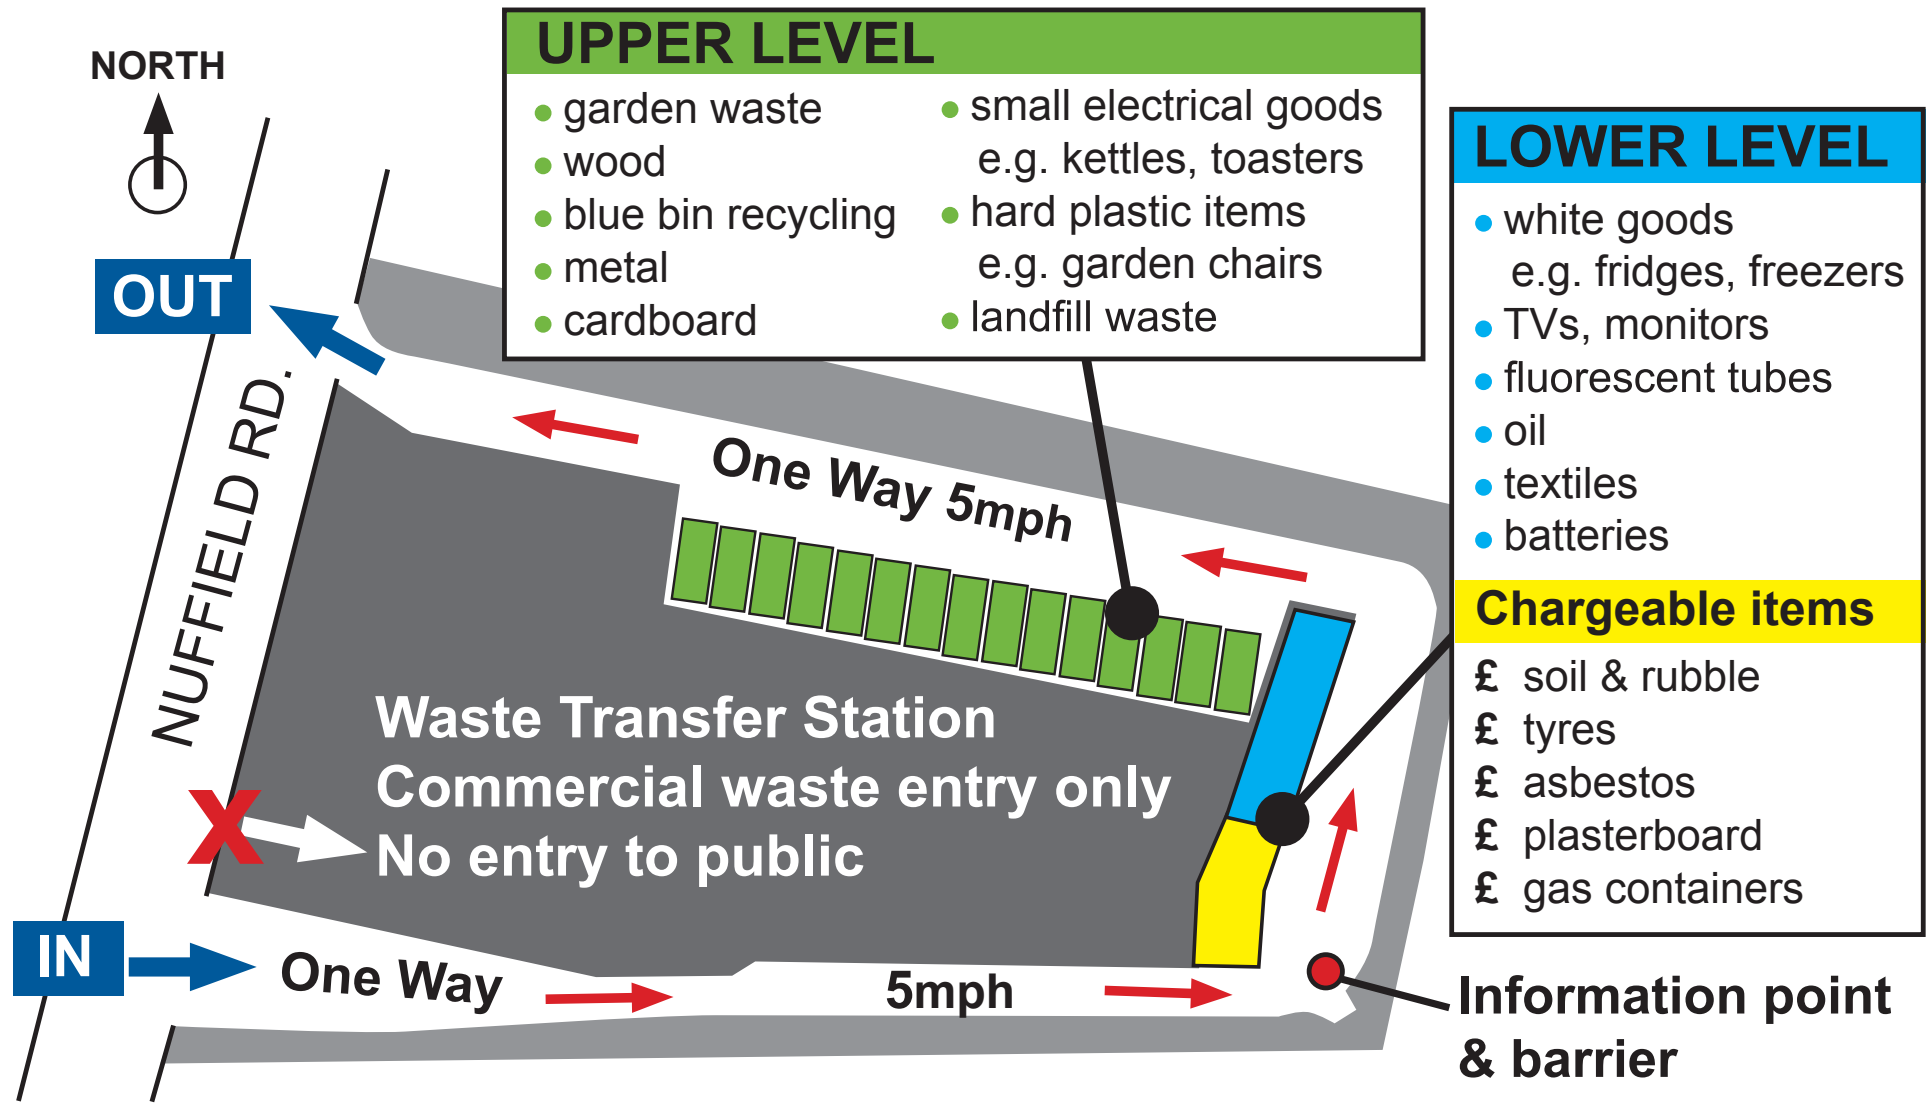 NORTH
UPPER LEVEL
garden waste
wood
blue bin recycling
metal
cardboard
small electrical goods
e.g. kettles, toasters
hard plastic items
e.g. garden chairs
landfill waste
LOWER LEVEL
white goods
e.g. fridges, freezers
TVs, monitors
fluorescent tubes
oil
textiles
batteries
Chargeable items
£ soil & rubble
£ tyres
£ asbestos
£ plasterboard
£ gas containers
OUT
NUFFIELD RD.
One Way 5mph
Waste Transfer Station
Commercial waste entry only
No entry to public
X
IN
One Way
5mph
Information point
& barrier